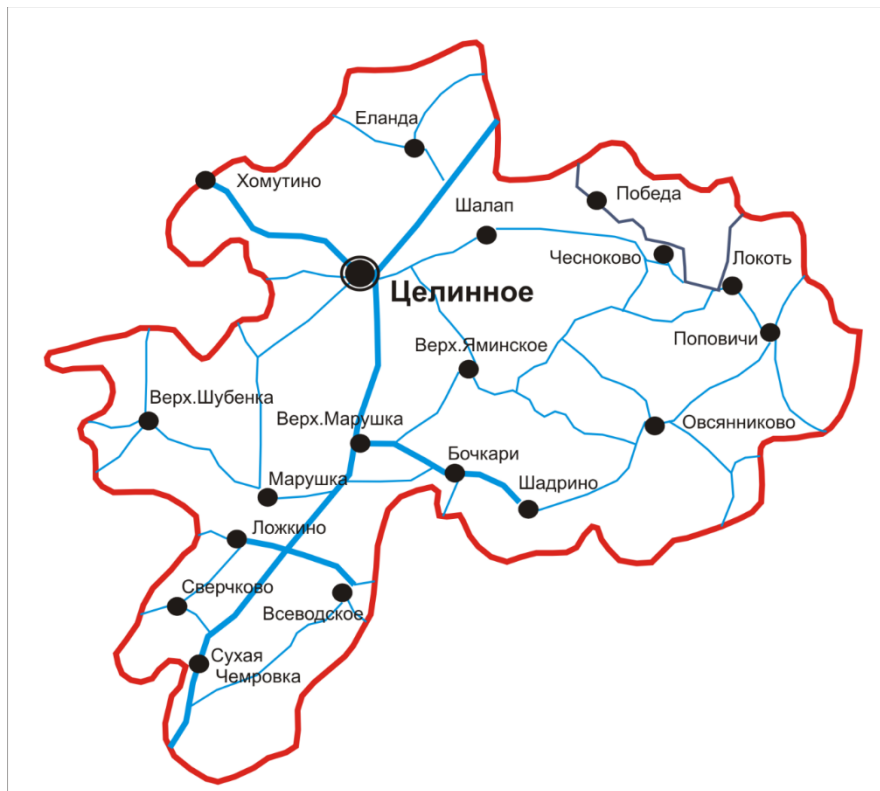 Еланда
Хомутино
Победа
Шалап
Чесноково
Локоть
Целинное
Поповичи
Верх.Яминское
Верх.Шубенка
Верх.Марушка
Овсянниково
Бочкари
Марушка
Шадрино
Ложкино
Сверчково
Всеводское
Сухая
Чемровка